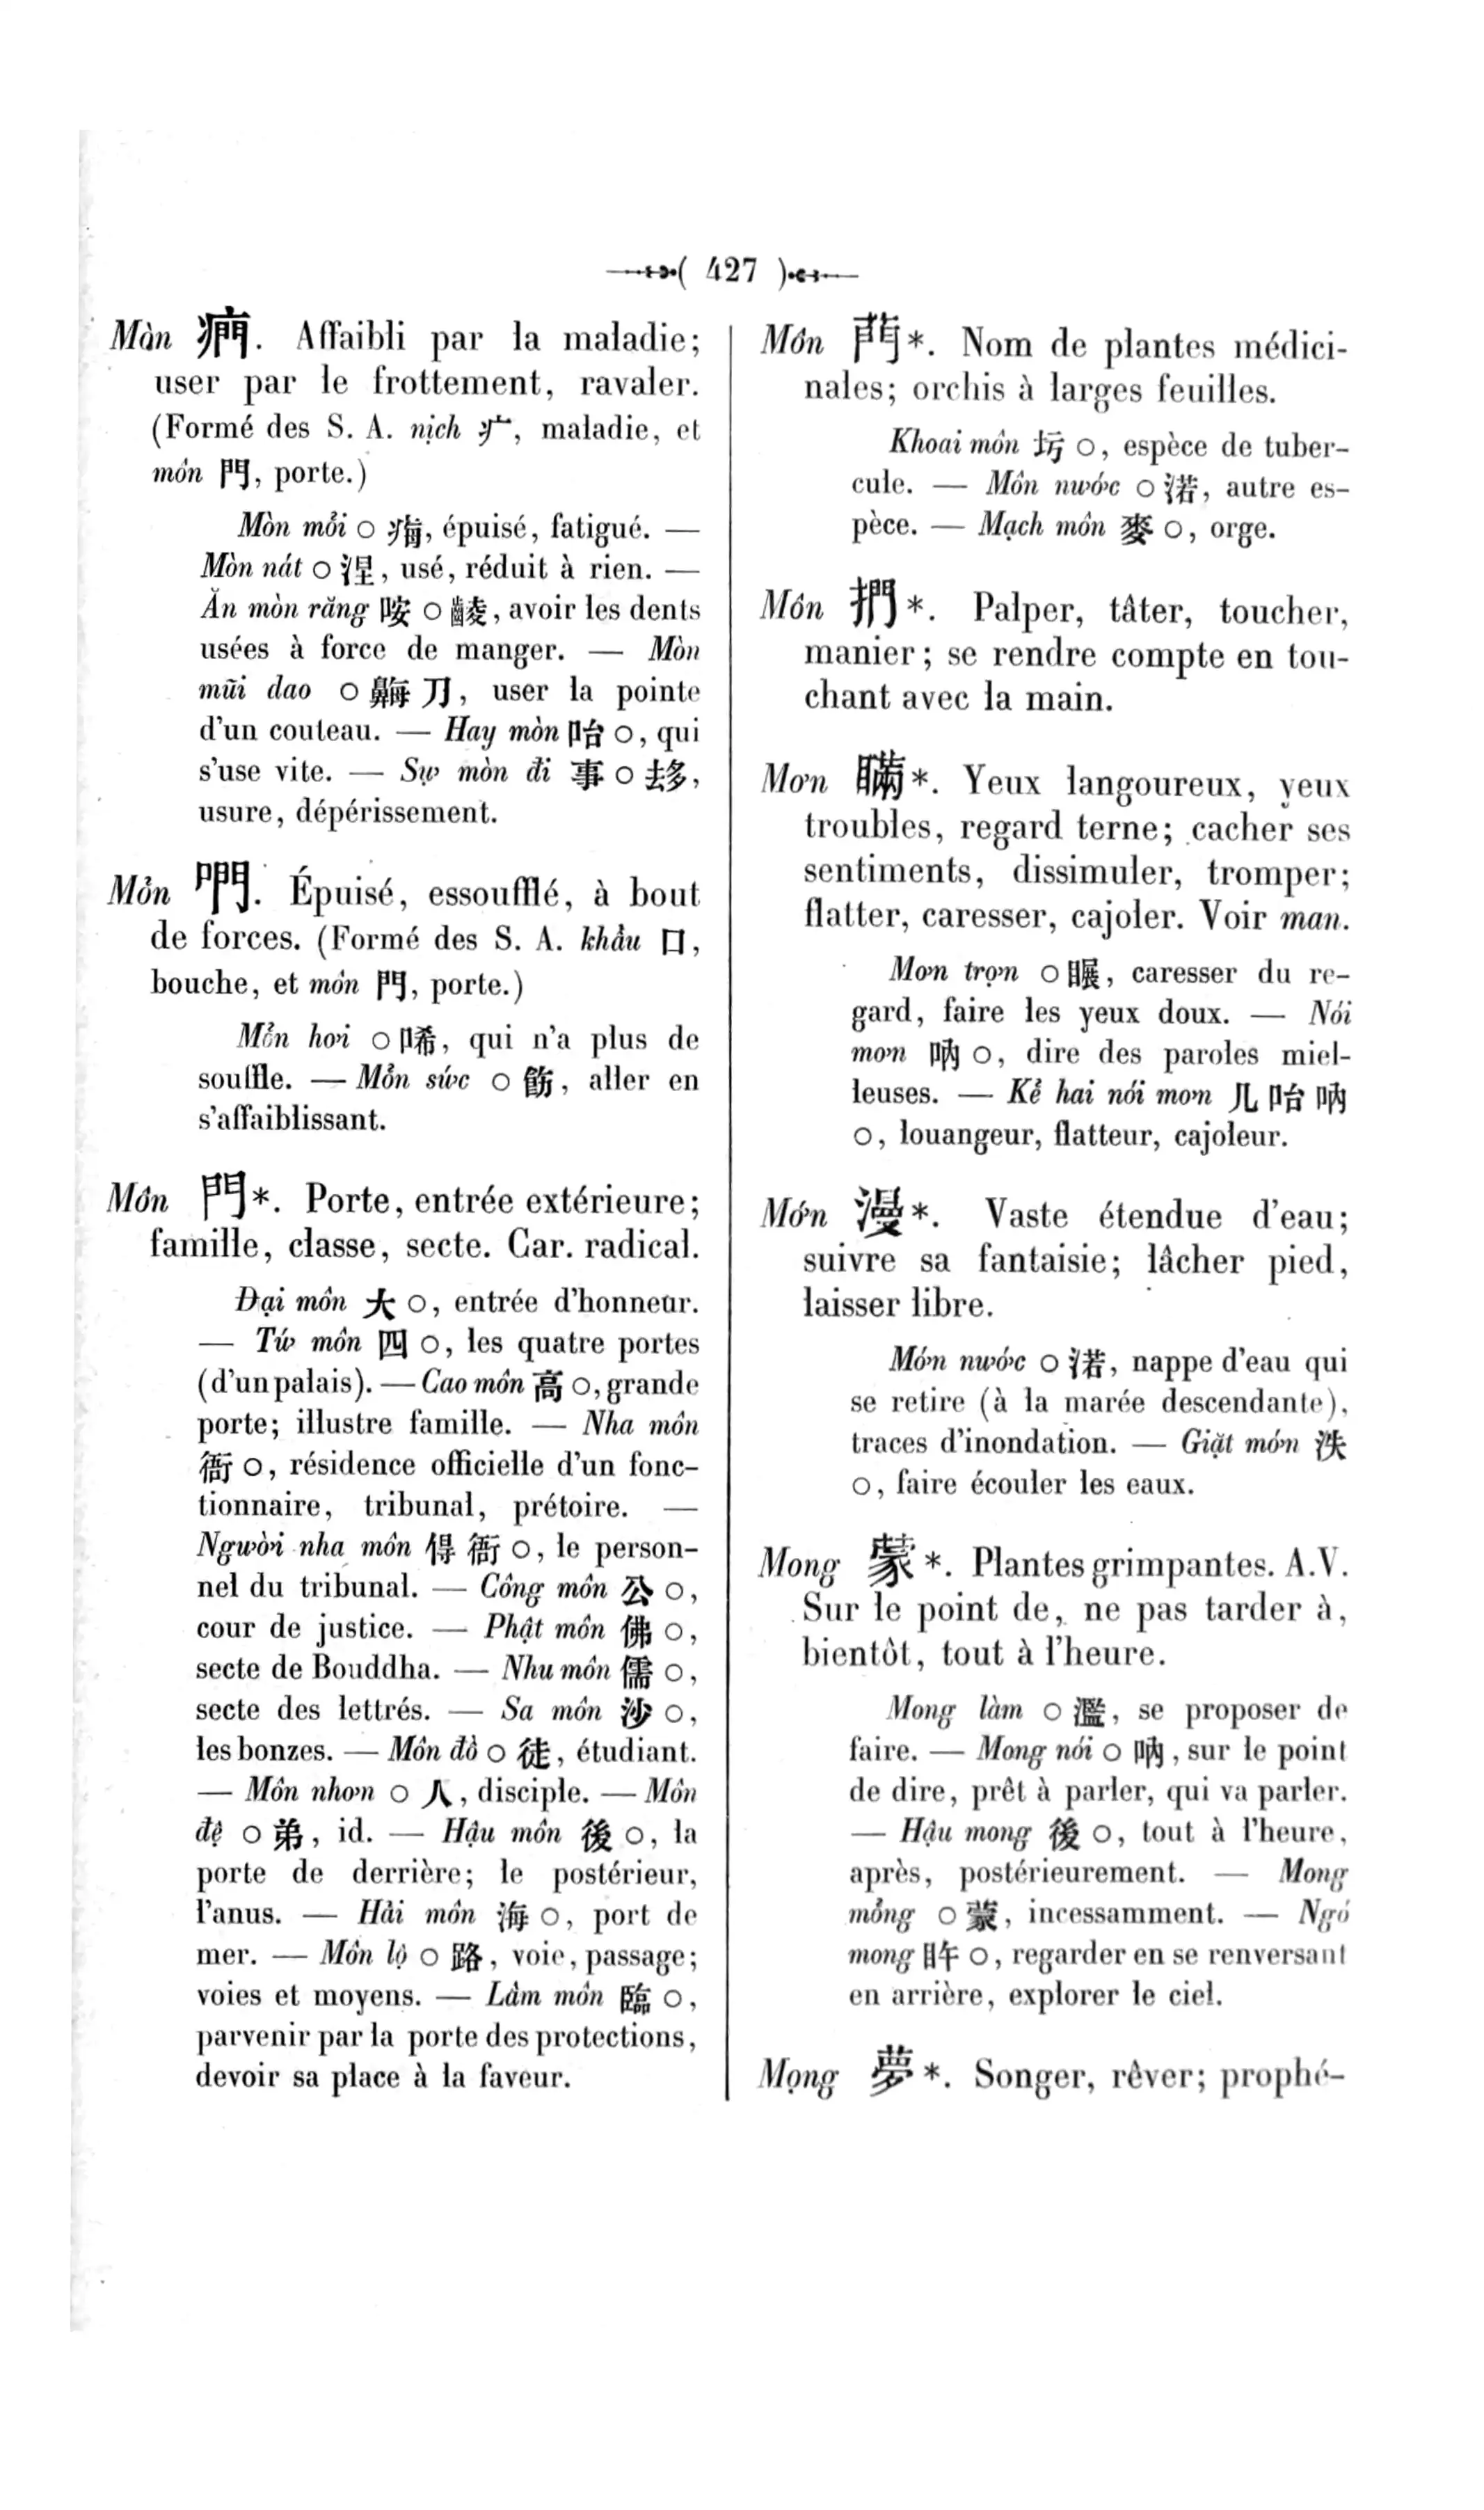 ( 427 )
Mòn 𤷱. Affaibli par la maladie;
user par le frottement, ravaler.
(Formé des S. A. nịch 疒, maladie, et
môn 門, porte.)
Mòn mỏi ○, épuisé, fatigué. —
Mòn nát ○ 涅, usé, réduit à rien. —
Ăn mòn răng 咹 ○, avoir les dents
usées à force de manger. — Mòn
mũi dao ○ 刀, user la pointe
d'un couteau. — Hay mòn 咍 ○, qui
s'use vite. — Sự mòn đi 事 ○ 𠫾,
usure, dépérissement.
Mỏn 們. Épuisé, essoufflé, à bout
de forces. (Formé des S. A. khẩu 口,
bouche, et môn 門, porte.)
Mỏn hơi ○ 唏, qui n'a plus de
souffle. — Mỏn sức ○ 飭, aller en
s'affaiblissant.
Môn 門*. Porte, entrée extérieure;
famille, classe, secte. Car. radical.
Đại môn 大 ○, entrée d'honneur.
— Tứ môn 四 ○, les quatre portes
(d'un palais). — Cao môn 高 ○, grande
porte; illustre famille. — Nha môn
衙 ○, résidence officielle d'un fonc-
tionnaire, tribunal, prétoire. —
Người nha môn 得 衙 ○, le person-
nel du tribunal. — Công môn 公 ○,
cour de justice. — Phật môn 佛 ○,
secte de Bouddha. — Nhu môn 儒 ○,
secte des lettrés. — Sa môn 沙 ○,
les bonzes. — Môn đồ ○ 徒, étudiant.
— Môn nhơn ○ 人, disciple. — Môn
đệ ○ 弟, id. — Hậu môn 後 ○, la
porte de derrière; le postérieur,
l'anus. — Hải môn 海 ○, port de
mer. — Môn lộ ○ 路, voie, passage;
voies et moyens. — Lâm môn 臨 ○,
parvenir par la porte des protections,
devoir sa place à la faveur.
Môn 菛*. Nom de plantes médici-
nales; orchis à larges feuilles.
Khoai môn 坊 ○, espèce de tuber-
cule. — Môn nước ○ 渃, autre es-
pèce. — Mạch môn 麥 ○, orge.
Môn 捫*. Palper, tâter, toucher,
manier; se rendre compte en tou-
chant avec la main.
Mơn 瞞*. Yeux langoureux, yeux
troubles, regard terne; cacher ses
sentiments, dissimuler, tromper;
flatter, caresser, cajoler. Voir man.
Mơn trợn ○ 䁪, caresser du re-
gard, faire les yeux doux. — Nói
mơn 吶 ○, dire des paroles miel-
leuses. — Kẻ hai nói mơn 几 咍 吶
○, louangeur, flatteur, cajoleur.
Mớn 漫*. Vaste étendue d'eau;
suivre sa fantaisie; lâcher pied,
laisser libre.
Mớn nước ○ 渃, nappe d'eau qui
se retire (à la marée descendante),
traces d'inondation. — Giặt mớn 泆
○, faire écouler les eaux.
Mong 蒙*. Plantes grimpantes. A.V.
Sur le point de, ne pas tarder à,
bientôt, tout à l'heure.
Mong làm ○ 濫, se proposer de
faire. — Mong nói ○ 吶, sur le point
de dire, prêt à parler, qui va parler.
— Hậu mong 後 ○, tout à l'heure,
après, postérieurement. — Mong
mỏng ○ 蒙, incessamment. — Ngó
mong 旿 ○, regarder en se renversant
en arrière, explorer le ciel.
Mọng 夢*. Songer, rêver; prophé-